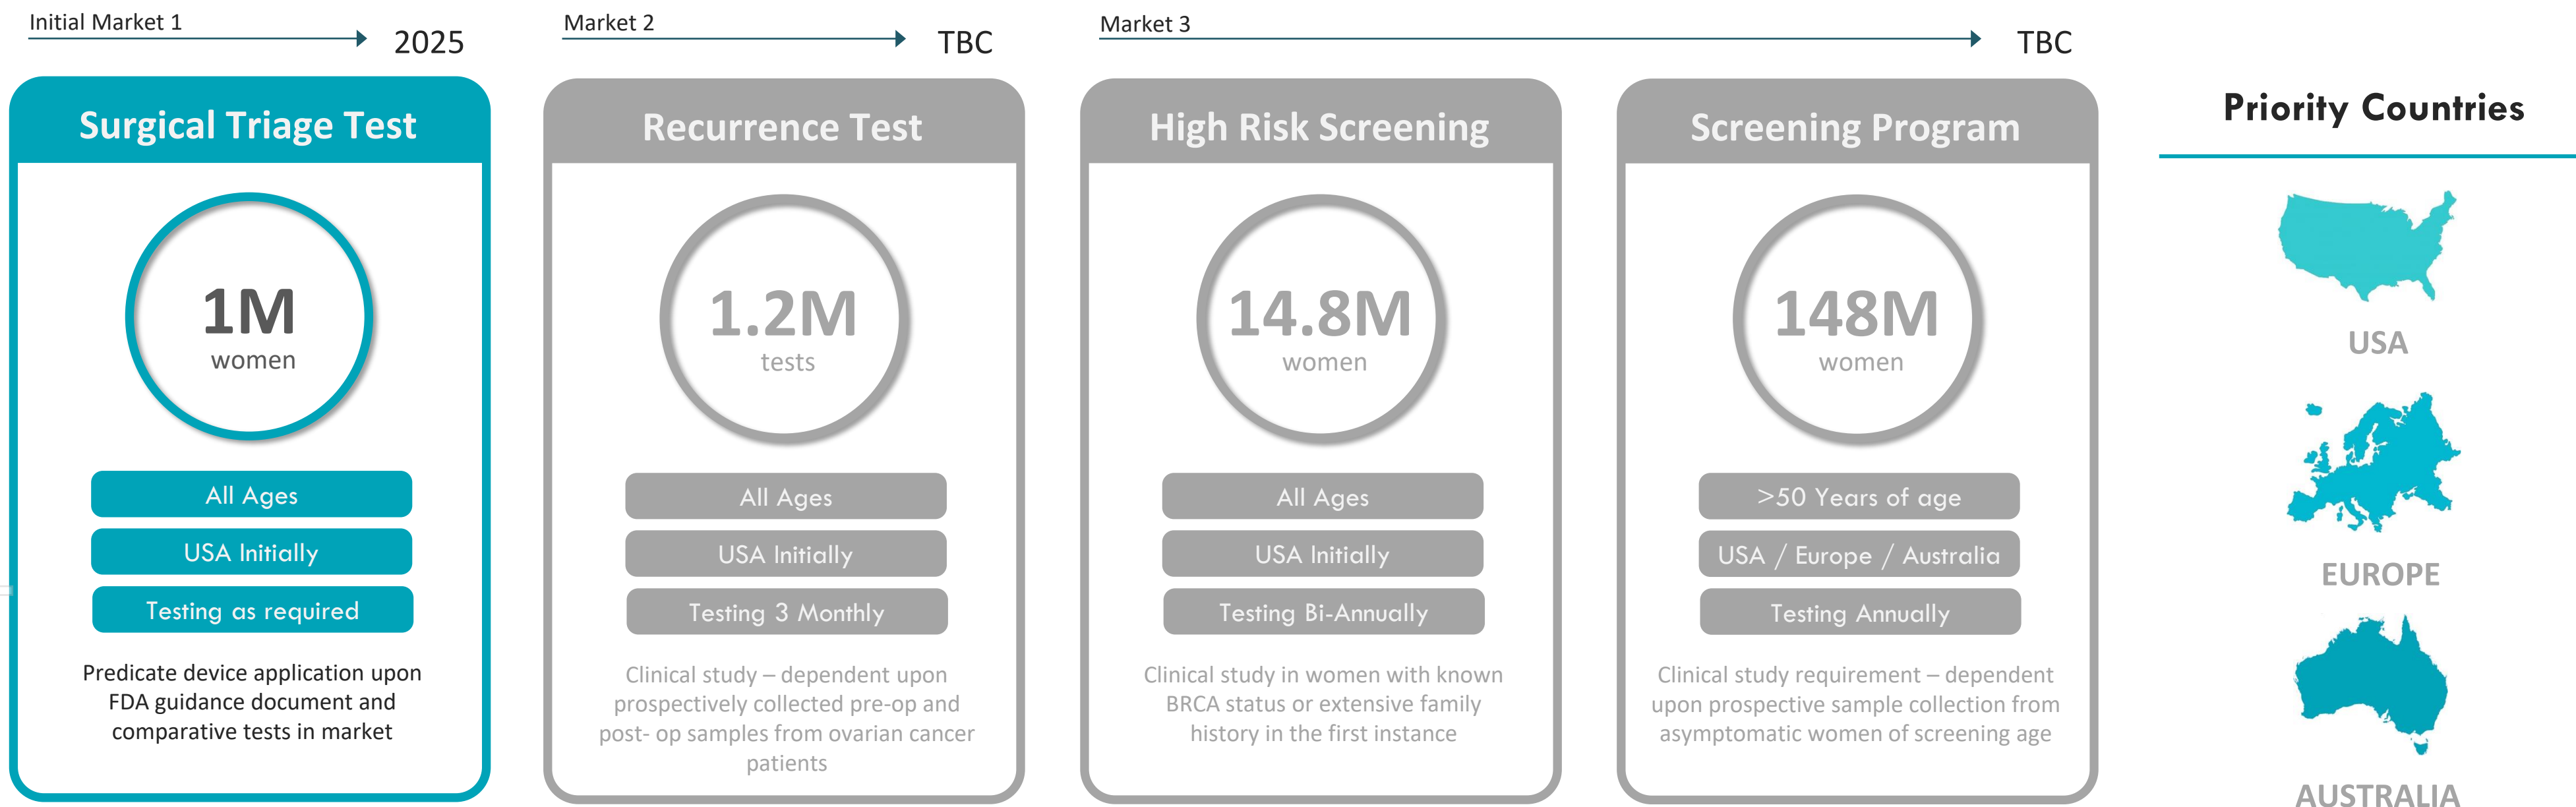 Initial Market 1
2025
Market 2
TBC
Market 3
TBC
Surgical Triage Test
1M
women
All Ages
USA Initially
Testing as required
Predicate device application upon
FDA guidance document and
comparative tests in market
Recurrence Test
1.2M
tests
All Ages
USA Initially
Testing 3 Monthly
Clinical study – dependent upon
prospectively collected pre-op and
post- op samples from ovarian cancer
patients
High Risk Screening
14.8M
women
All Ages
USA Initially
Testing Bi-Annually
Clinical study in women with known
BRCA status or extensive family
history in the first instance
Screening Program
148M
women
>50 Years of age
USA / Europe / Australia
Testing Annually
Clinical study requirement – dependent
upon prospective sample collection from
asymptomatic women of screening age
Priority Countries
USA
EUROPE
AUSTRALIA